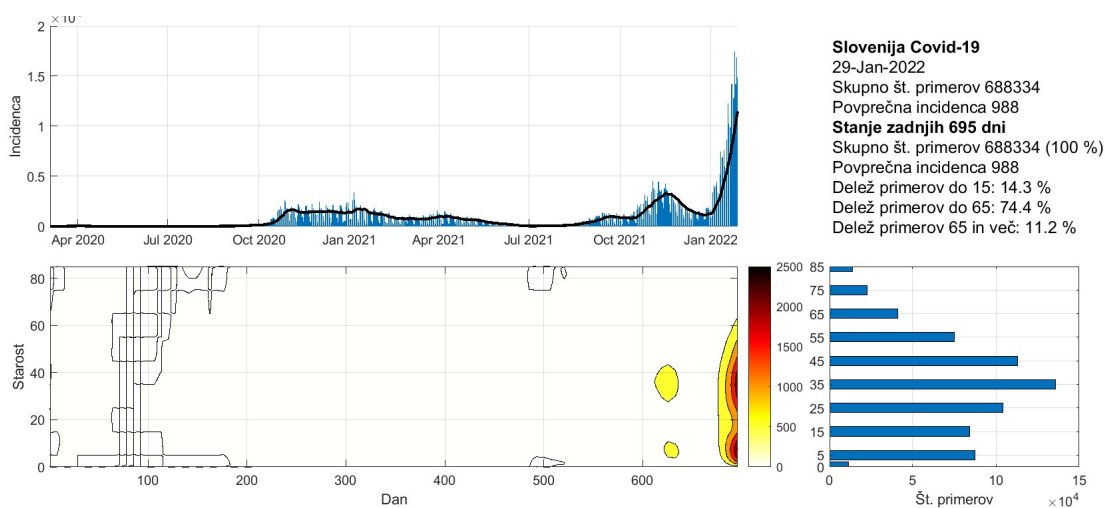 2
1.5
1
0.5
0
Incidenca
Apr 2020 Jul 2020 Oct 2020 Jan 2021 Apr 2021 Jul 2021 Oct 2021 Jan 2022
Slovenija Covid-19
29-Jan-2022
Skupno št. primerov 688334
Povprečna incidenca 988
Stanje zadnjih 695 dni
Skupno št. primerov 688334 (100 %)
Povprečna incidenca 988
Delež primerov do 15: 14.3 %
Delež primerov do 65: 74.4 %
Delež primerov 65 in več: 11.2 %
80
60
40
20
0
Starost
100 200 300 400 500 600
Dan
2500
2000
1500
1000
500
0
85
75
65
55
45
35
25
15
5
0
0 5 10 15
Št. primerov
×10⁴